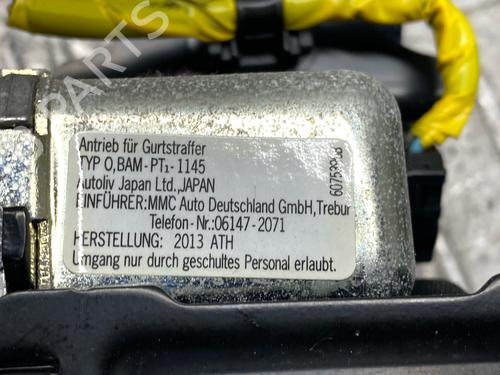 PARTS
Antrieb für Gurtstraffer
TYP O,BAM-PT₁-1145
Autoliv Japan Ltd.,JAPAN
EINFÜHRER:MMC Auto Deutschland GmbH,Trebur
Telefon-Nr.:06147-2071
HERSTELLUNG: 2013 ATH
Umgang nur durch geschultes Personal erlaubt.